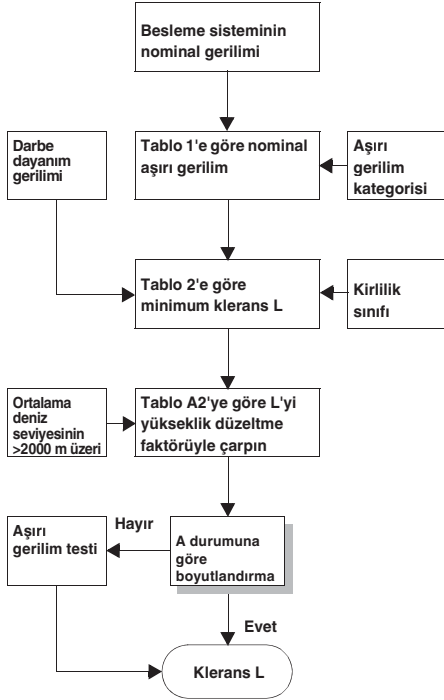 Besleme sisteminin
nominal gerilimi
Darbe
dayanım
gerilimi
Tablo 1'e göre nominal
aşırı gerilim
Aşırı
gerilim
kategorisi
Tablo 2'e göre
minimum klerans L
Kirlilik
sınıfı
Ortalama
deniz
seviyesinin
>2000 m üzeri
Tablo A2'ye göre L'yi
yükseklik düzeltme
faktörüyle çarpın
Aşırı
gerilim testi
Hayır
A durumuna
göre
boyutlandırma
Evet
Klerans L